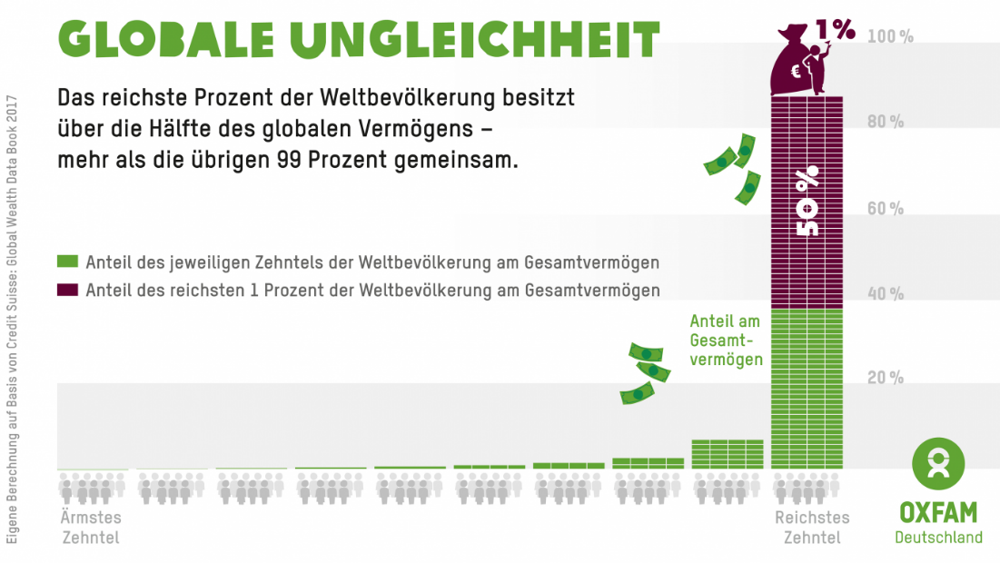 GLOBALE UNGLEICHHEIT
Das reichste Prozent der Weltbevölkerung besitzt
über die Hälfte des globalen Vermögens –
mehr als die übrigen 99 Prozent gemeinsam.
Anteil des jeweiligen Zehntels der Weltbevölkerung am Gesamtvermögen
Anteil des reichsten 1 Prozent der Weltbevölkerung am Gesamtvermögen
1%
€
50%
100 %
80 %
60 %
40 %
20 %
Anteil am
Gesamt-
vermögen
Ärmstes
Zehntel
Reichstes
Zehntel
OXFAM
Deutschland
Eigene Berechnung auf Basis von Credit Suisse: Global Wealth Data Book 2017